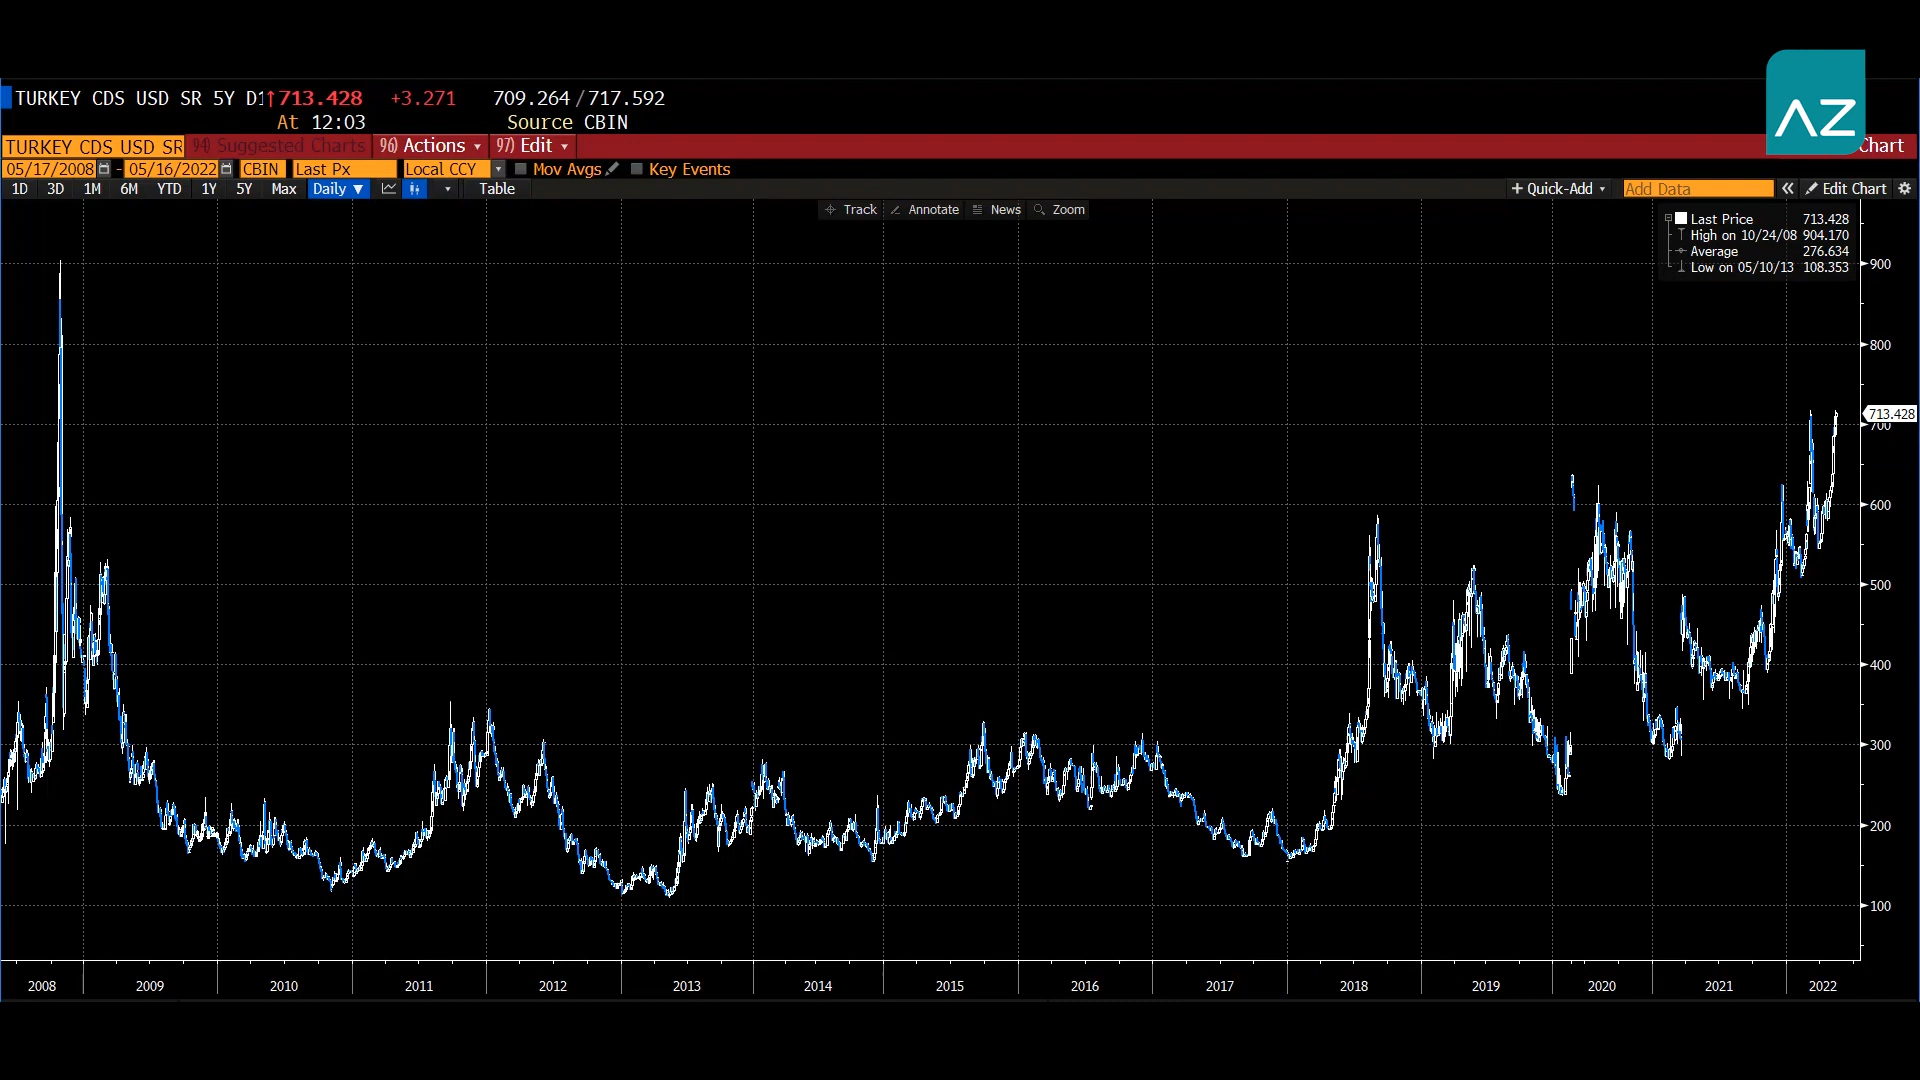 AZ
TURKEY CDS USD SR 5Y D1 ↑713.428 +3.271 709.264/717.592
At 12:03 Source CBIN
TURKEY CDS USD SR 94) Suggested Charts 96) Actions 97) Edit Chart
05/17/2008 - 05/16/2022 CBIN Last Px Local CCY Mov Avgs Key Events
1D 3D 1M 6M YTD 1Y 5Y Max Daily ▼ Table + Quick-Add Add Data « Edit Chart
Track Annotate News Zoom
Last Price 713.428
High on 10/24/08 904.170
Average 276.634
Low on 05/10/13 108.353
900
800
713.428
700
600
500
400
300
200
100
2008 2009 2010 2011 2012 2013 2014 2015 2016 2017 2018 2019 2020 2021 2022